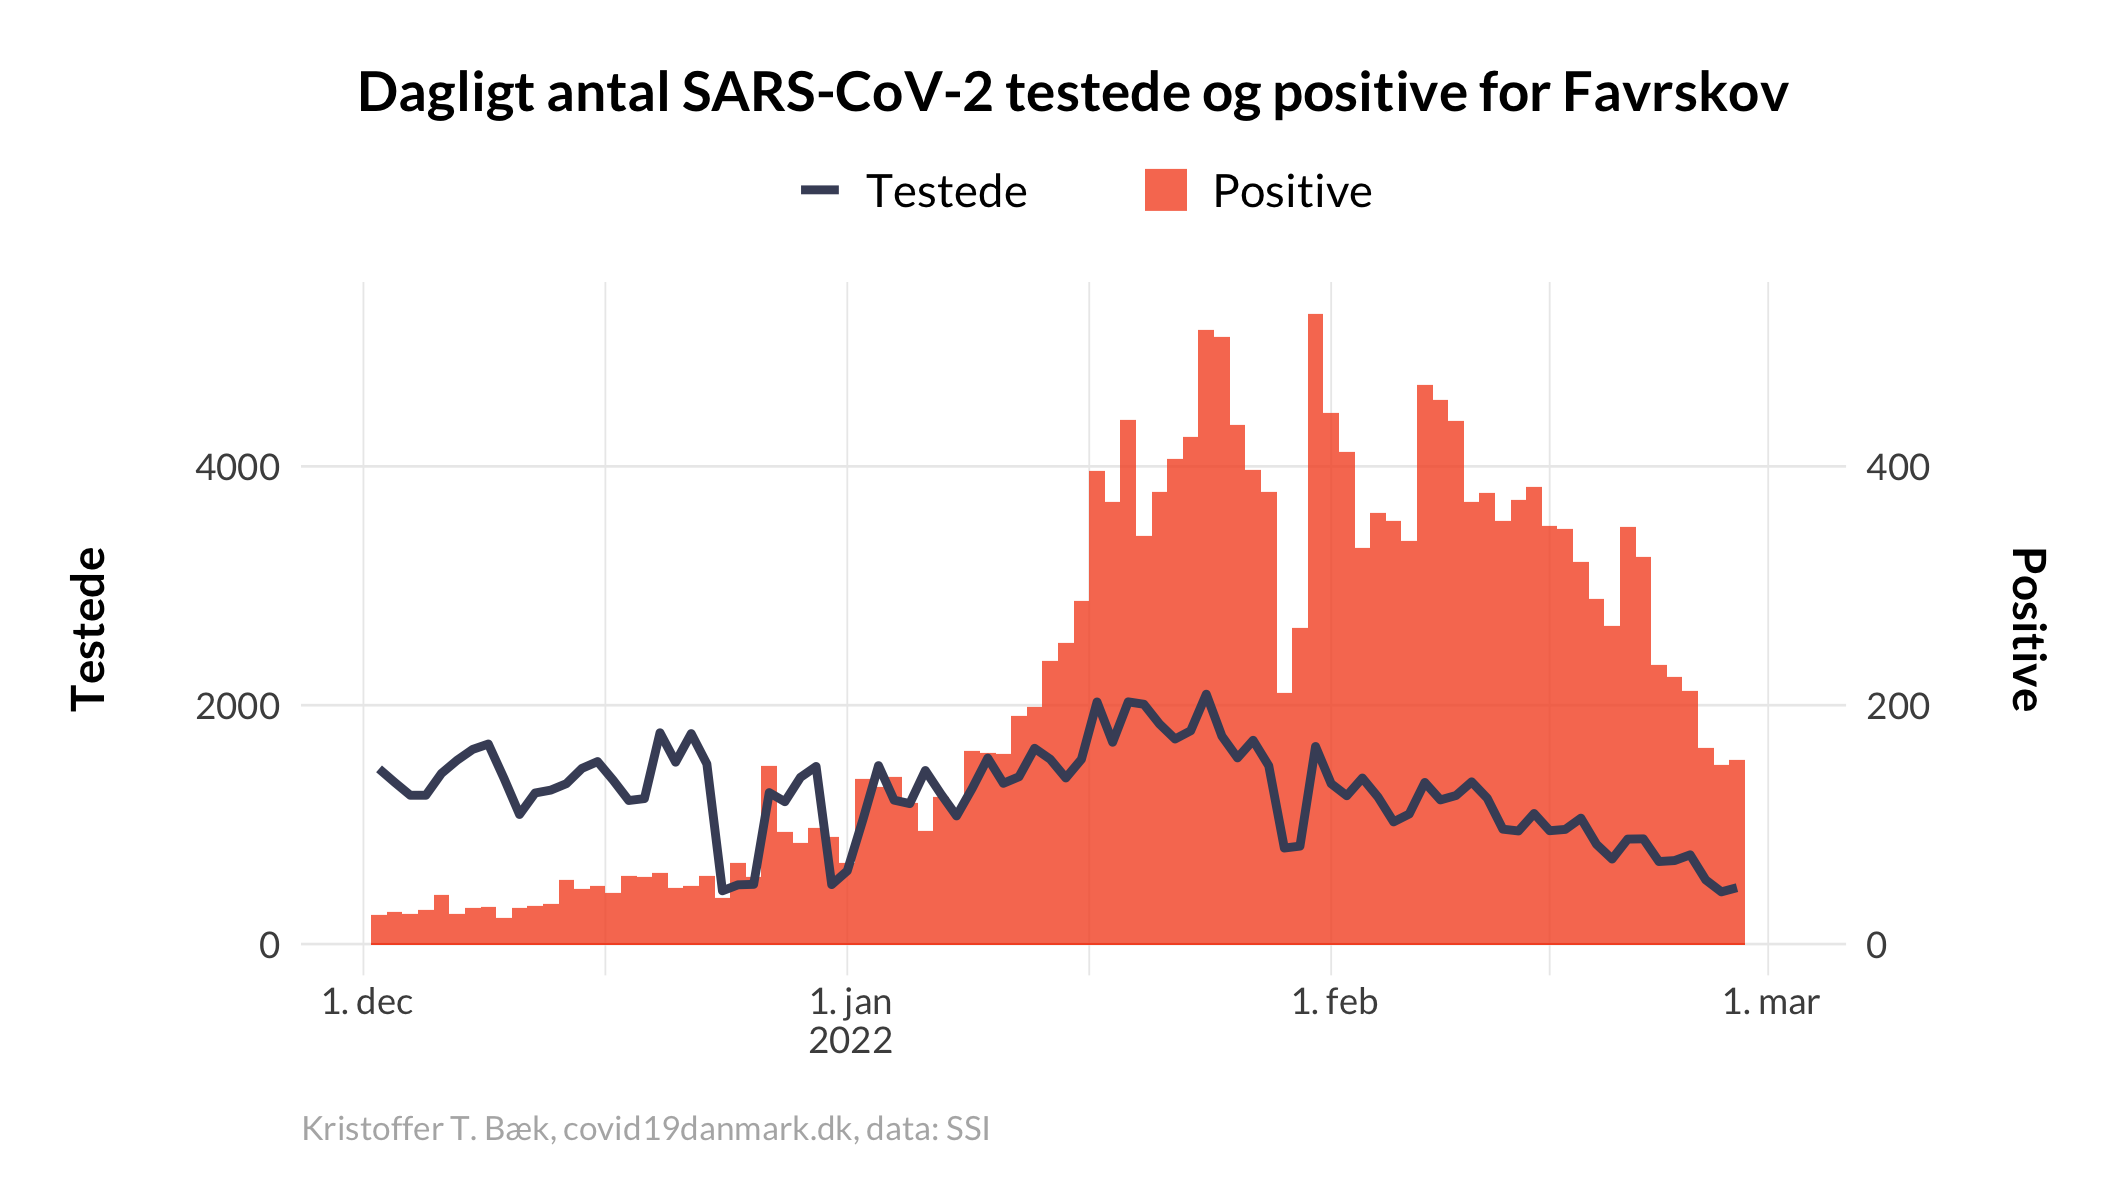 Dagligt antal SARS-CoV-2 testede og positive for Favrskov
Testede
Positive
4000
2000
0
Testede
400
200
0
Positive
1. dec
1. jan
2022
1. feb
1. mar
Kristoffer T. Bæk, covid19danmark.dk, data: SSI